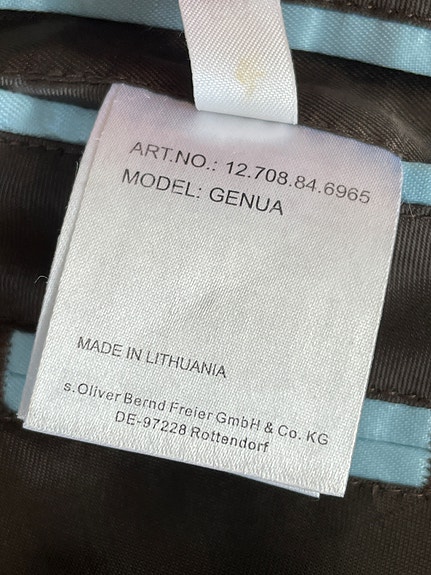 ART.NO.: 12.708.84.6965
MODEL: GENUA
MADE IN LITHUANIA
s.Oliver Bernd Freier GmbH & Co. KG
DE-97228 Rottendorf